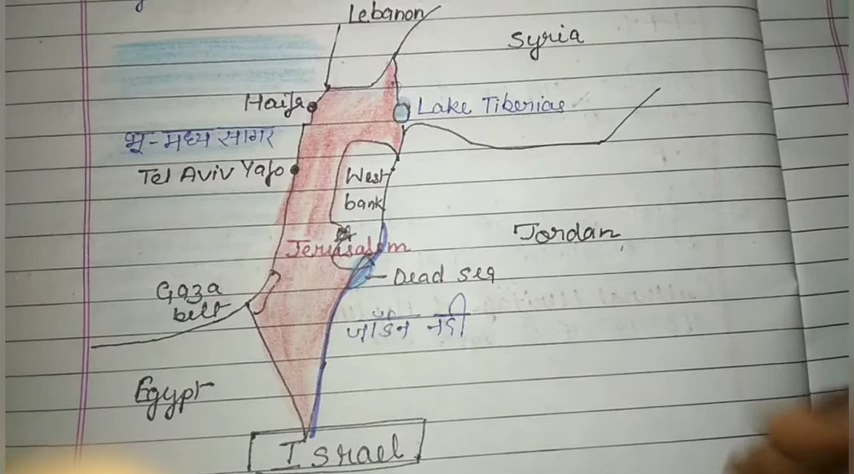 Lebanon
Syria
Haifa
Lake Tiberias
भू-मध्य सागर
Tel Aviv Yafo
West
bank
Jerusalem
Jordan
Dead sea
Gaza
belt
जॉर्डन नदी
Egypt
Israel